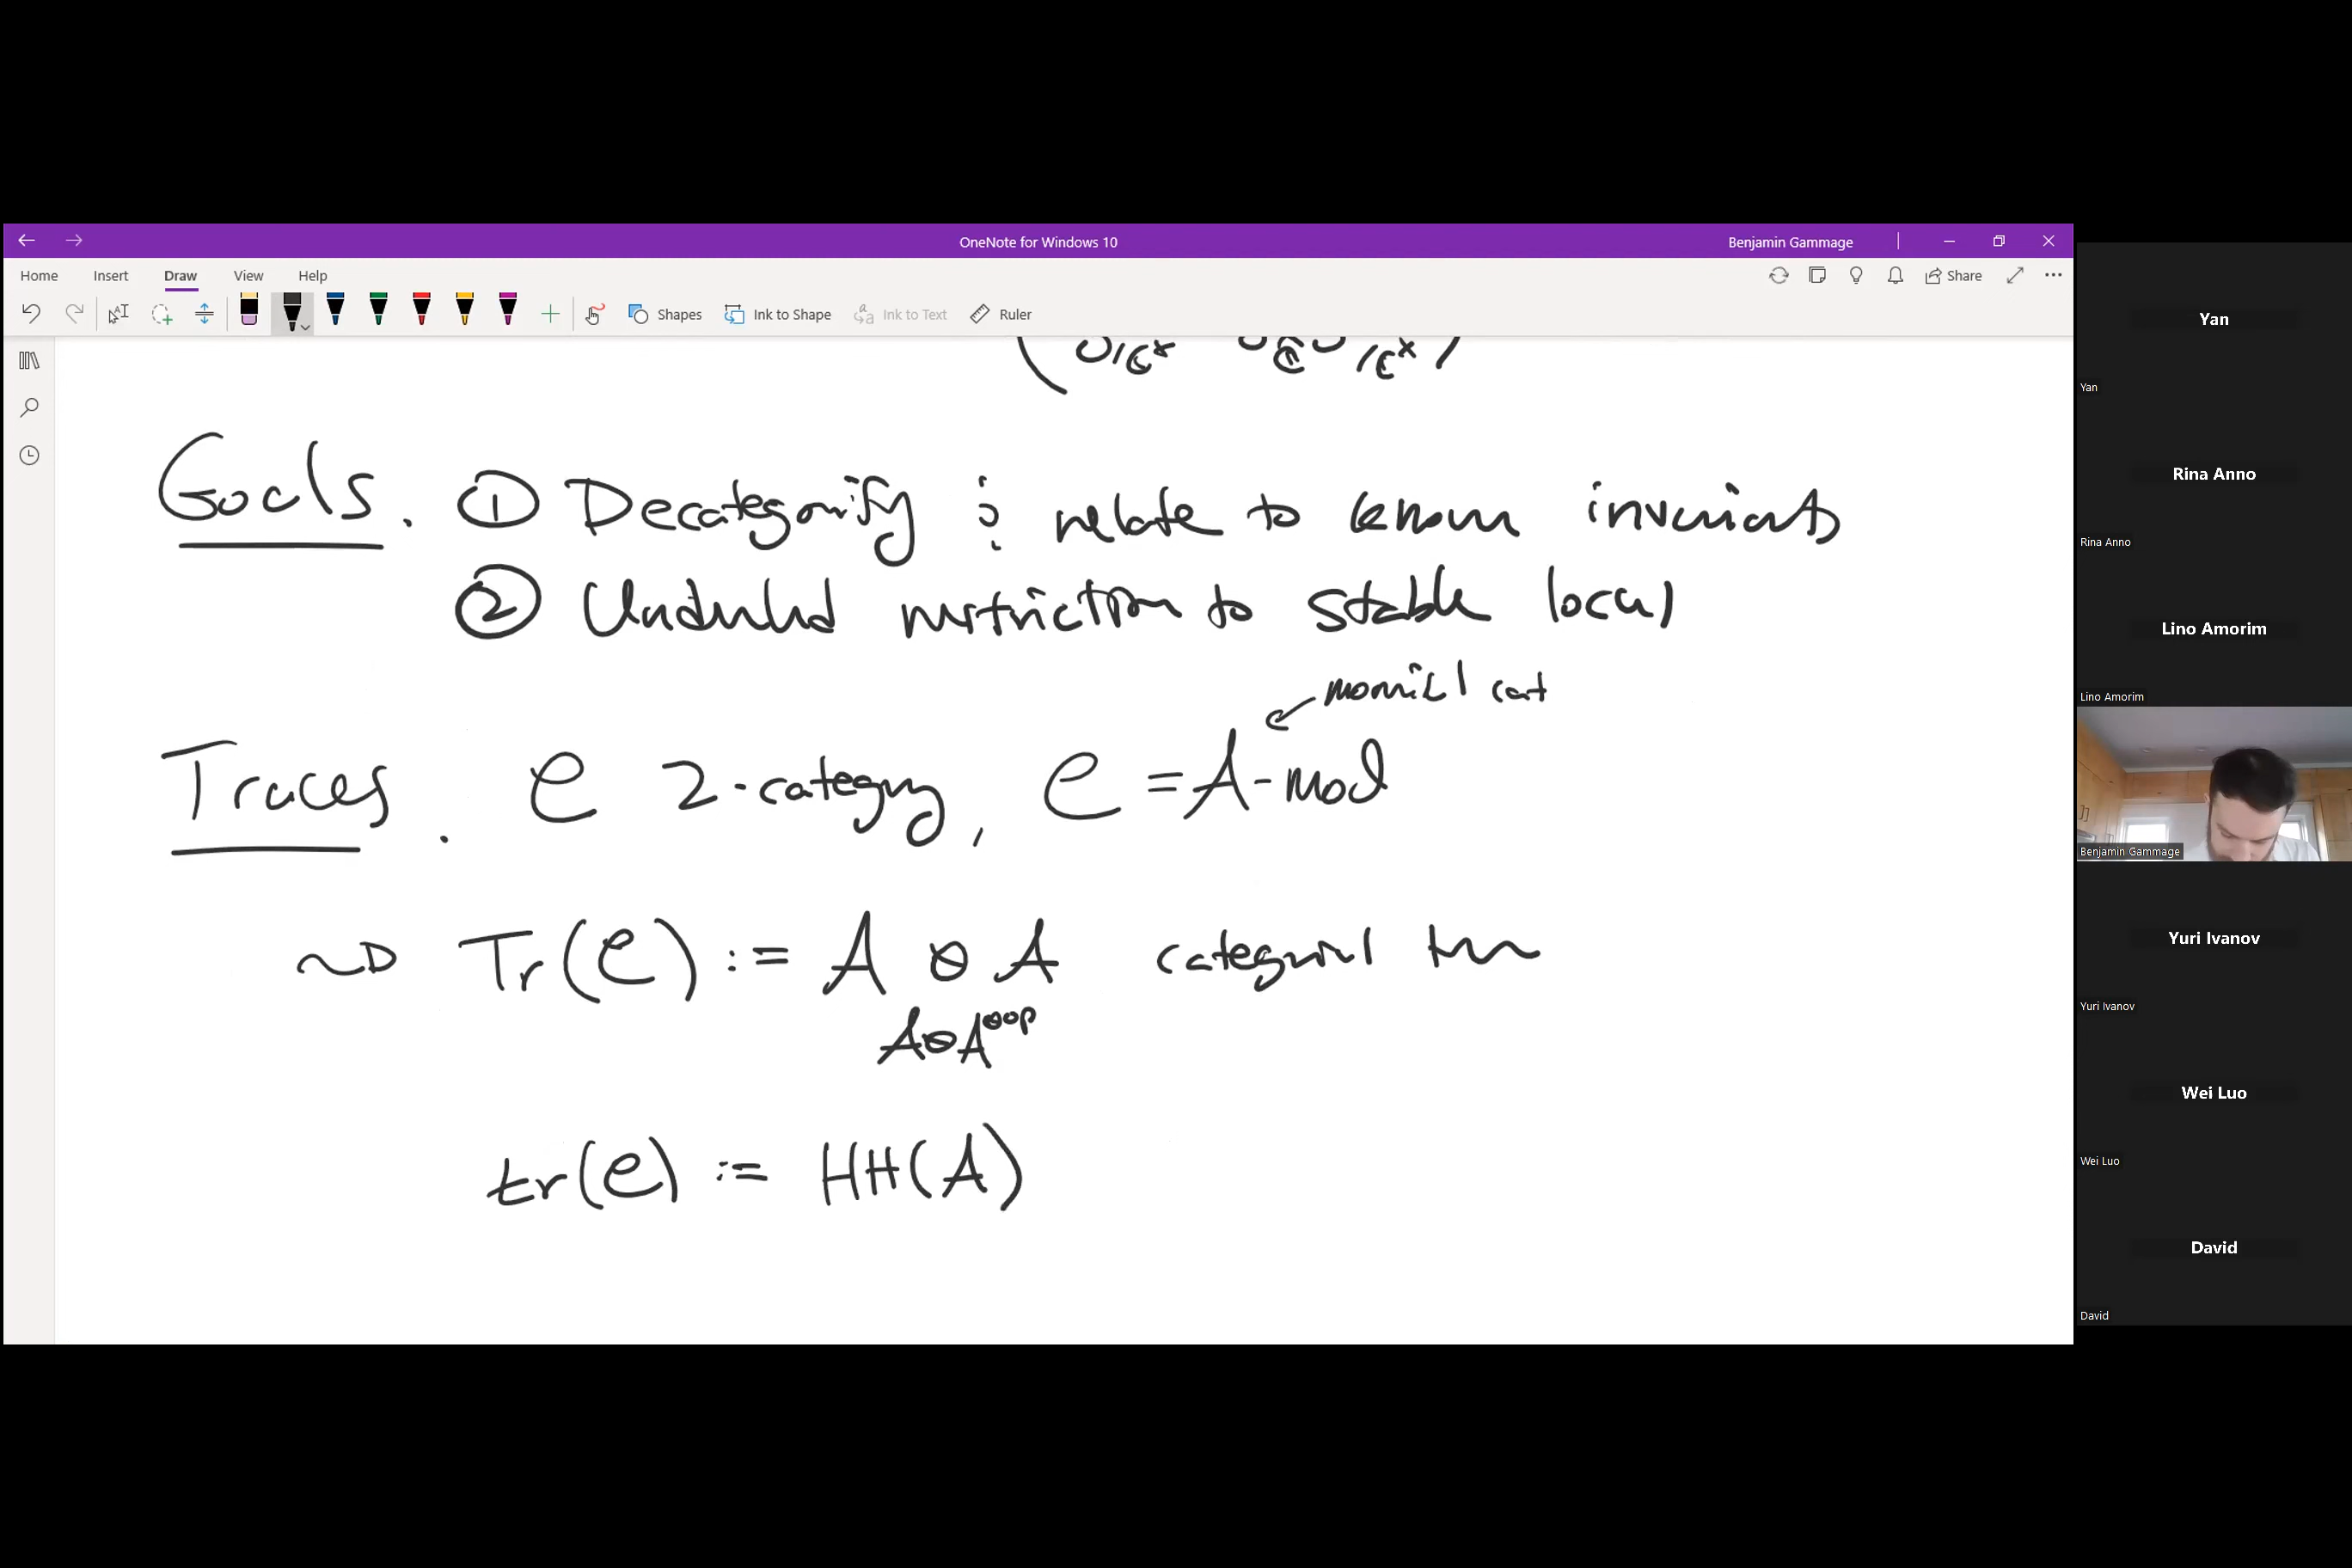 OneNote for Windows 10
Benjamin Gammage
Home Insert Draw View Help
Share
Shapes Ink to Shape Ink to Text Ruler
Goals. ① Decategorify & relate to known invariants
② Understand restriction to stable local
monoidal cat
Traces. C 2-category, C = A-mod
Tr(C) := A ⊗ A categorical trace
A⊗A^⊗op
tr(C) := HH(A)
Yan
Yan
Rina Anno
Rina Anno
Lino Amorim
Lino Amorim
Benjamin Gammage
Yuri Ivanov
Yuri Ivanov
Wei Luo
Wei Luo
David
David